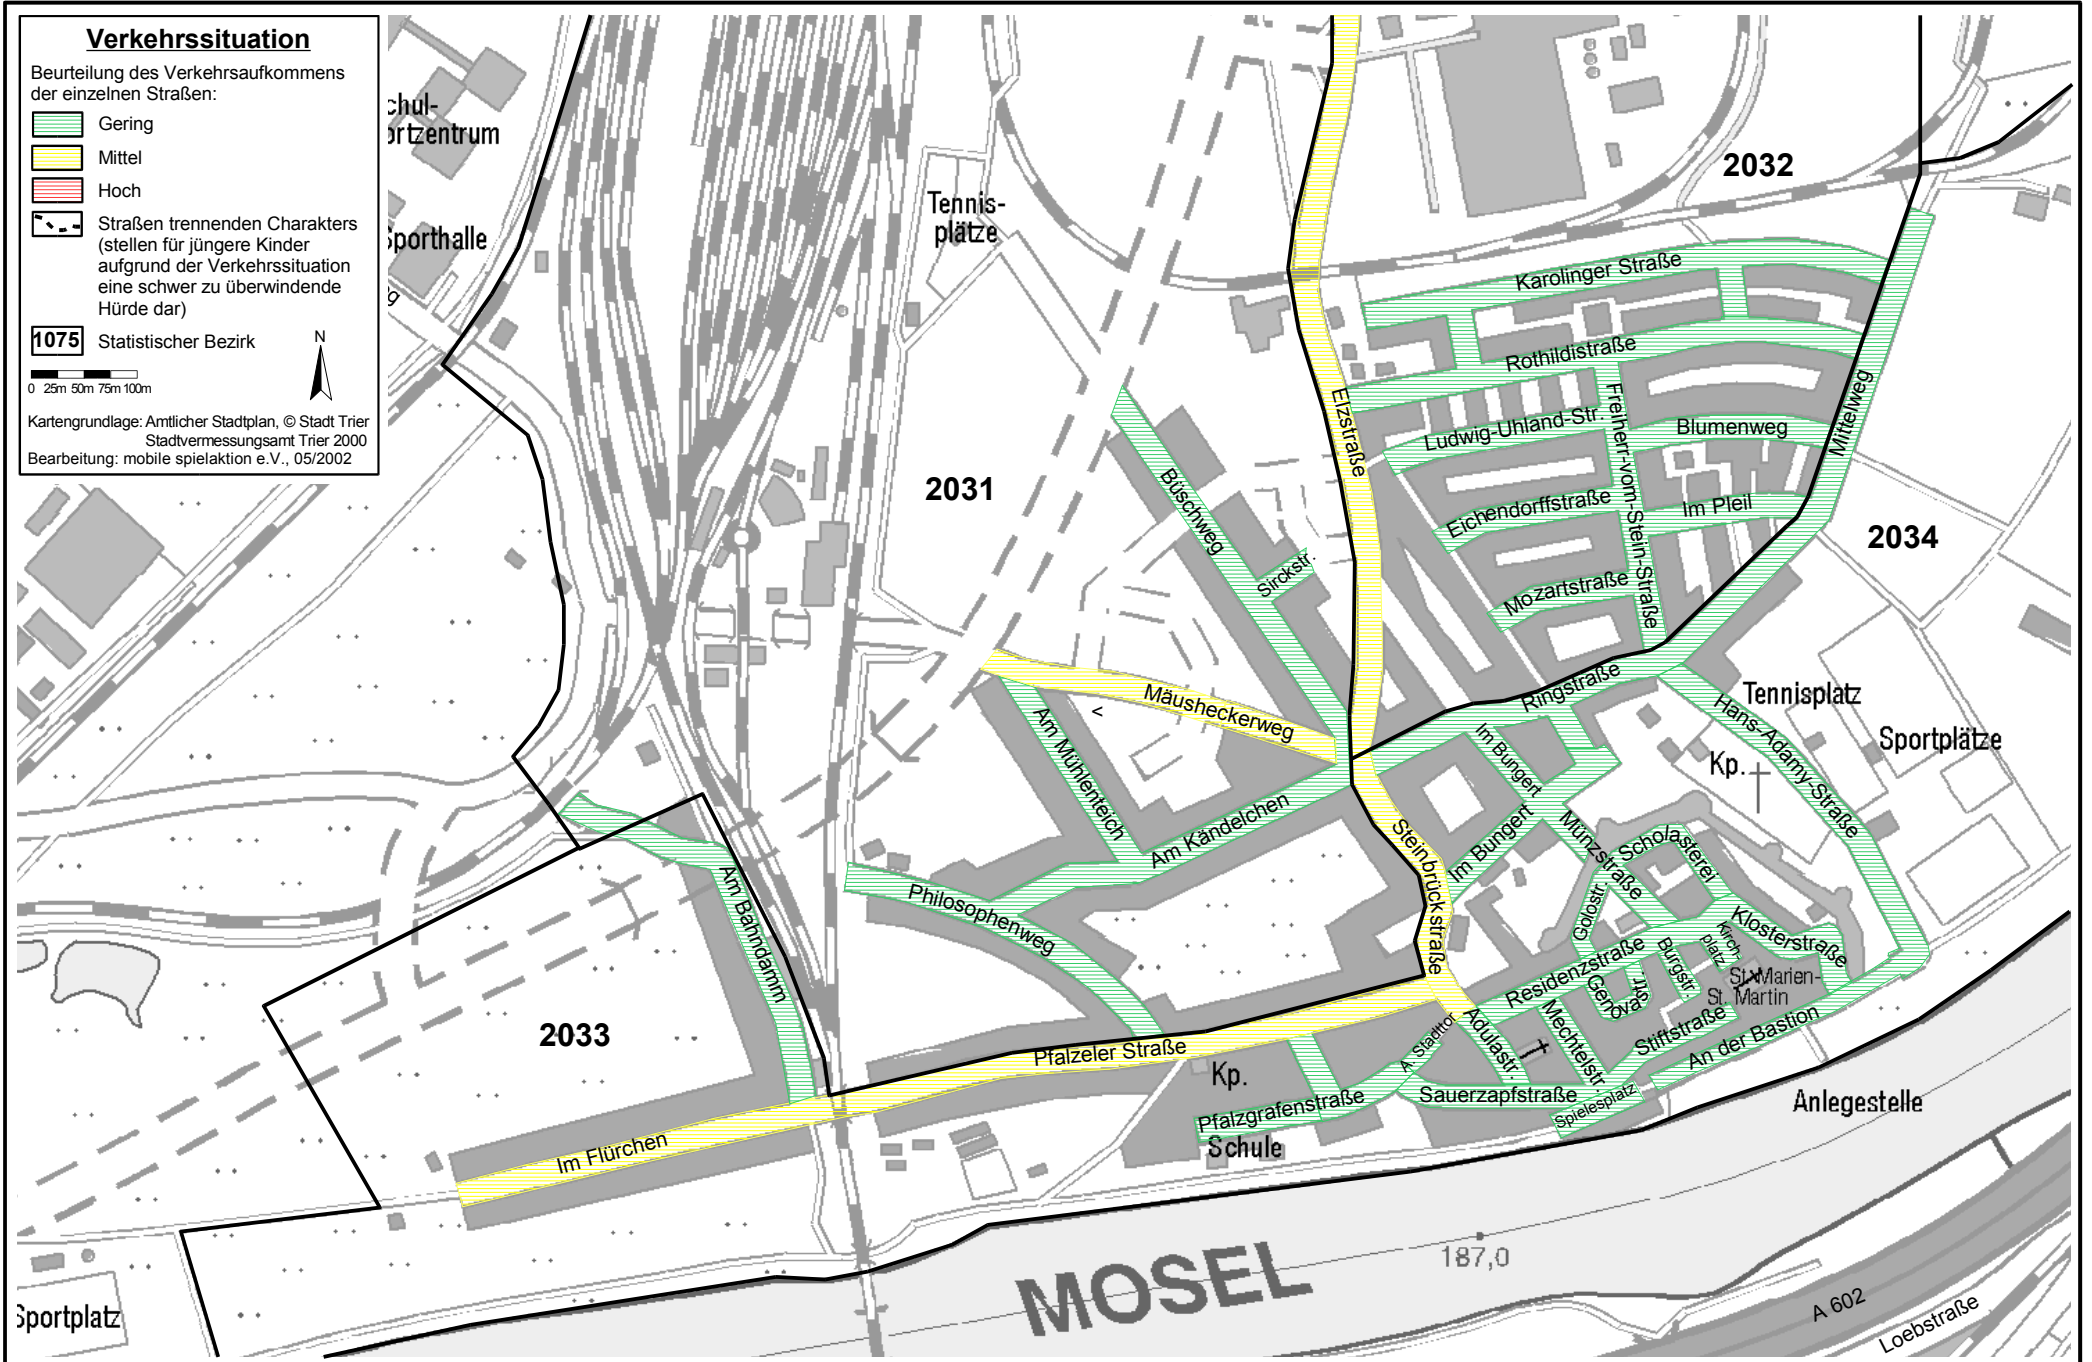 Verkehrssituation
Beurteilung des Verkehrsaufkommens
der einzelnen Straßen:
Gering
Mittel
Hoch
Straßen trennenden Charakters
(stellen für jüngere Kinder
aufgrund der Verkehrssituation
eine schwer zu überwindende
Hürde dar)
1075 Statistischer Bezirk
N
0 25m 50m 75m 100m
Kartengrundlage: Amtlicher Stadtplan, © Stadt Trier
Stadtvermessungsamt Trier 2000
Bearbeitung: mobile spielaktion e.V., 05/2002
chul-
ortzentrum
Sporthalle
g
Tennis-
plätze
2032
Karolinger Straße
Rothildistraße
Elzstraße
Freiherr-vom-Stein-Straße
Ludwig-Uhland-Str.
Blumenweg
Mittelweg
2031
Büschweg
Eichendorffstraße
Im Pleil
2034
Sirckstr.
Mozartstraße
Mäusheckerweg
<
Ringstraße
Hans-Adamy-Straße
Tennisplatz
Sportplätze
Kp.
Am Mühlenteich
Im Bungert
Am Kändelchen
Steinbrückstraße
Im Bungert
Münzstraße
Scholasterei
Am Bahndamm
Philosophenweg
Golostr.
Klosterstraße
Kirch-
platz
Residenzstraße
Burgstr.
Genovastr.
St. Marien-
St. Martin
2033
Pfalzeler Straße
A. Stadttor
Adulastr.
Mechtelstr.
Stiftstraße
An der Bastion
Kp.
Pfalzgrafenstraße
Sauerzapfstraße
Spielesplatz
Anlegestelle
Im Flürchen
Schule
MOSEL
187,0
Sportplatz
A 602
Loebstraße